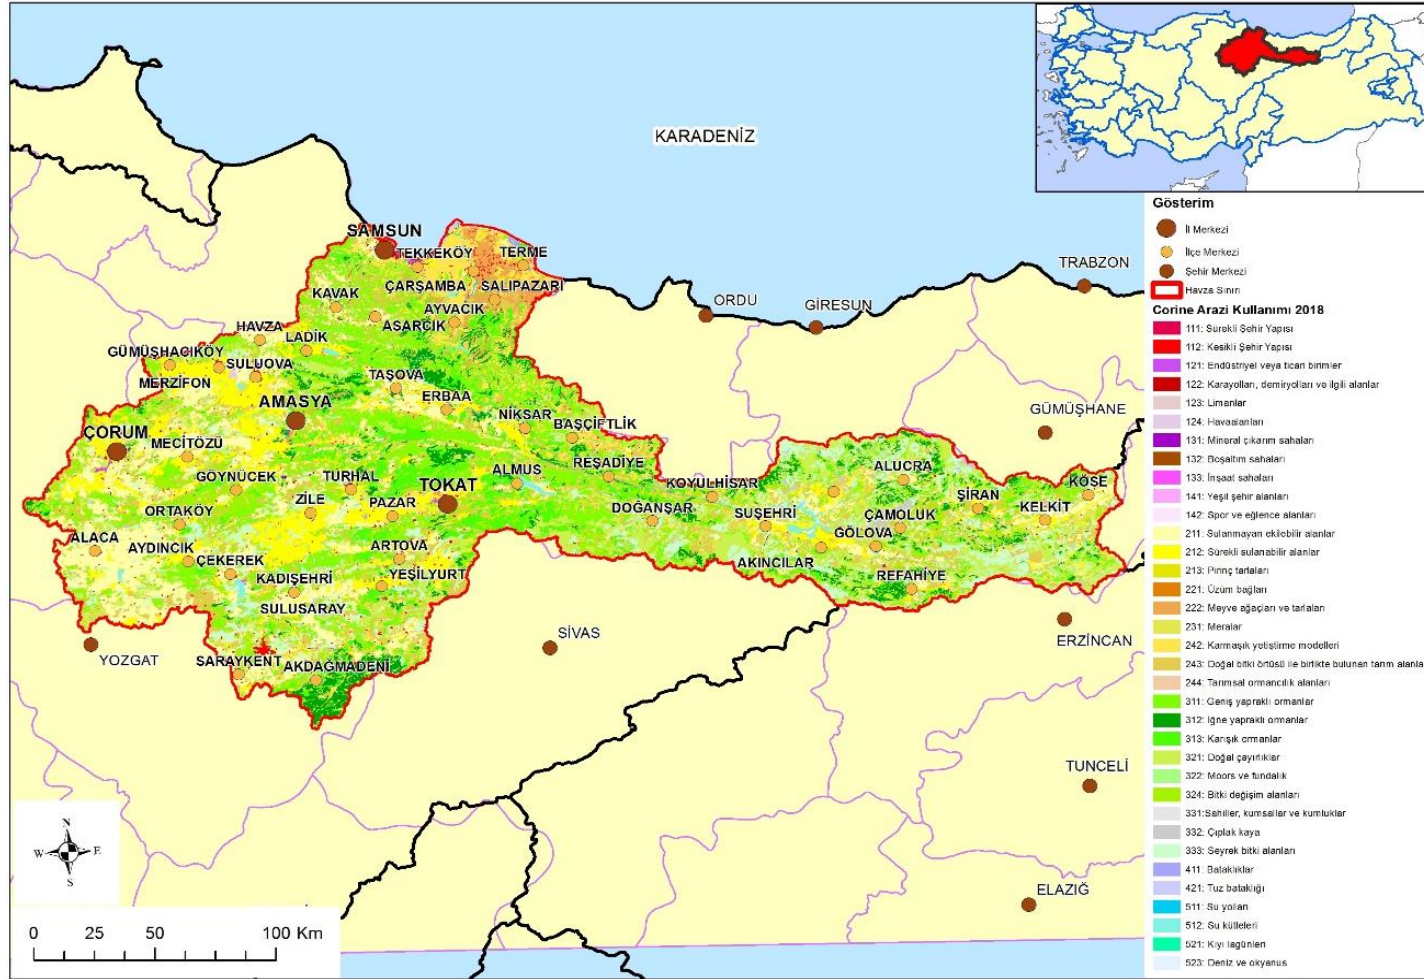 KARADENİZ
SAMSUN
TEKKEKÖY
TERME
ÇARŞAMBA
SALIPAZARI
KAVAK
AYVACIK
ASARCIK
HAVZA
LADİK
GÜMÜŞHACIKÖY
SULUOVA
MERZİFON
TAŞOVA
AMASYA
ERBAA
NİKSAR
BAŞÇİFTLİK
ÇORUM
MECİTÖZÜ
REŞADİYE
GÖYNÜCEK
TURHAL
ALMUS
ZİLE
PAZAR
TOKAT
ORTAKÖY
ALACA
AYDINCIK
ÇEKEREK
ARTOVA
KADIŞEHRİ
YEŞİLYURT
SULUSARAY
SARAYKENT
AKDAĞMADENİ
KOYULHİSAR
DOĞANŞAR
SUŞEHRİ
ALUCRA
ŞİRAN
KÖSE
KELKİT
ÇAMOLUK
GÖLOVA
AKINCILAR
REFAHİYE
ORDU
GİRESUN
TRABZON
GÜMÜŞHANE
YOZGAT
SİVAS
ERZİNCAN
TUNCELİ
ELAZIĞ
N
W
E
S
0 25 50 100 Km
Gösterim
İl Merkezi
İlçe Merkezi
Şehir Merkezi
Havza Sınırı
Corine Arazi Kullanımı 2018
111: Sürekli Şehir Yapısı
112: Kesikli Şehir Yapısı
121: Endüstriyel veya ticari birimler
122: Karayolları, demiryolları ve ilgili alanlar
123: Limanlar
124: Havaalanları
131: Mineral çıkarım sahaları
132: Boşaltım sahaları
133: İnşaat sahaları
141: Yeşil şehir alanları
142: Spor ve eğlence alanları
211: Sulanmayan ekilebilir alanlar
212: Sürekli sulanabilir alanlar
213: Pirinç tarlaları
221: Üzüm bağları
222: Meyve ağaçları ve tarlaları
231: Meralar
242: Karmaşık yetiştirme modelleri
243: Doğal bitki örtüsü ile birlikte bulunan tarım alanla
244: Tarımsal ormancılık alanları
311: Geniş yapraklı ormanlar
312: İğne yapraklı ormanlar
313: Karışık ormanlar
321: Doğal çayırlıklar
322: Moors ve fundalık
324: Bitki değişim alanları
331:Sahiller, kumsallar ve kumluklar
332: Çıplak kaya
333: Seyrek bitki alanları
411: Bataklıklar
421: Tuz bataklığı
511: Su yolları
512: Su kütleleri
521: Kıyı lagünleri
523: Deniz ve okyanus